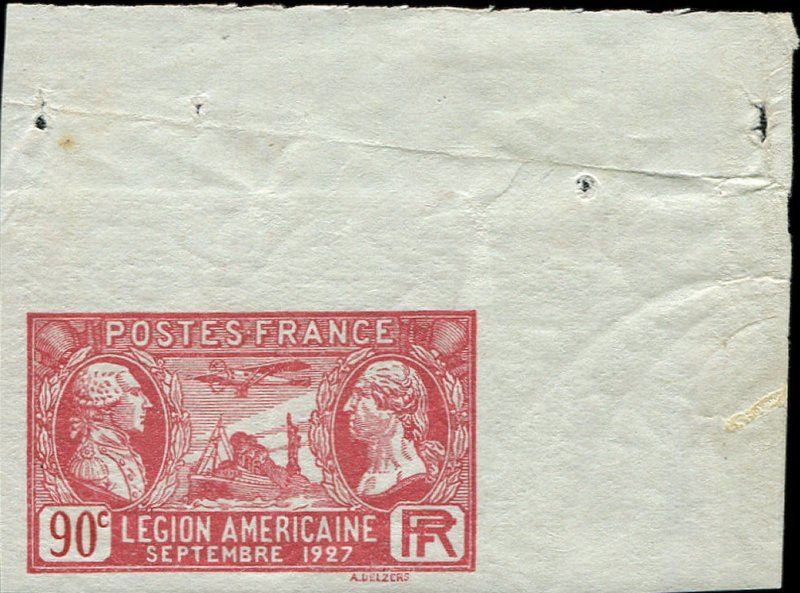 POSTES·FRANCE
90c LEGION AMERICAINE RF
SEPTEMBRE 1927
A.DELZERS